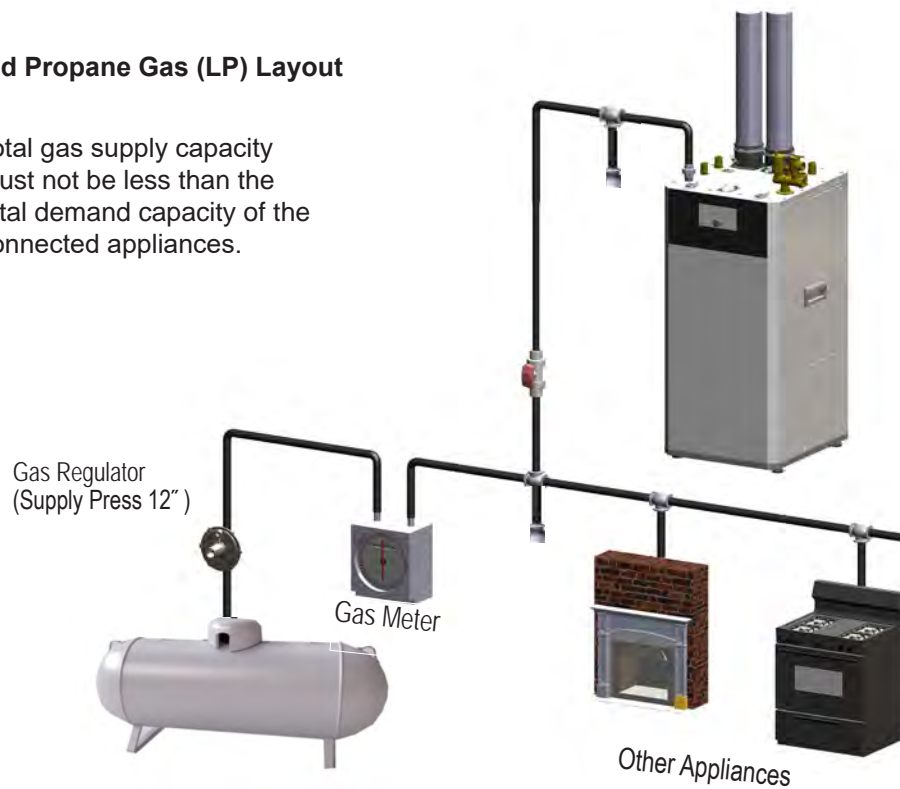 d Propane Gas (LP) Layout
otal gas supply capacity
ust not be less than the
tal demand capacity of the
onnected appliances.
Gas Regulator
(Supply Press 12″ )
Gas Meter
Other Appliances